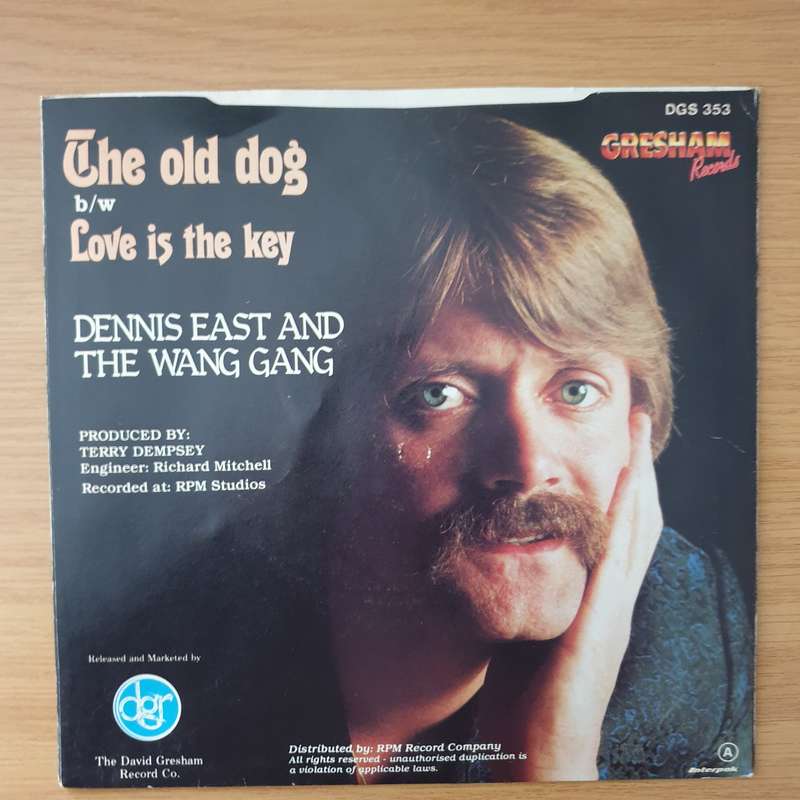 DGS 353
GRESHAM
Records
The old dog
b/w
Love is the key
DENNIS EAST AND
THE WANG GANG
PRODUCED BY:
TERRY DEMPSEY
Engineer: Richard Mitchell
Recorded at: RPM Studios
Released and Marketed by
dgr
The David Gresham
Record Co.
Distributed by: RPM Record Company
All rights reserved - unauthorised duplication is
a violation of applicable laws.
A
Interpak